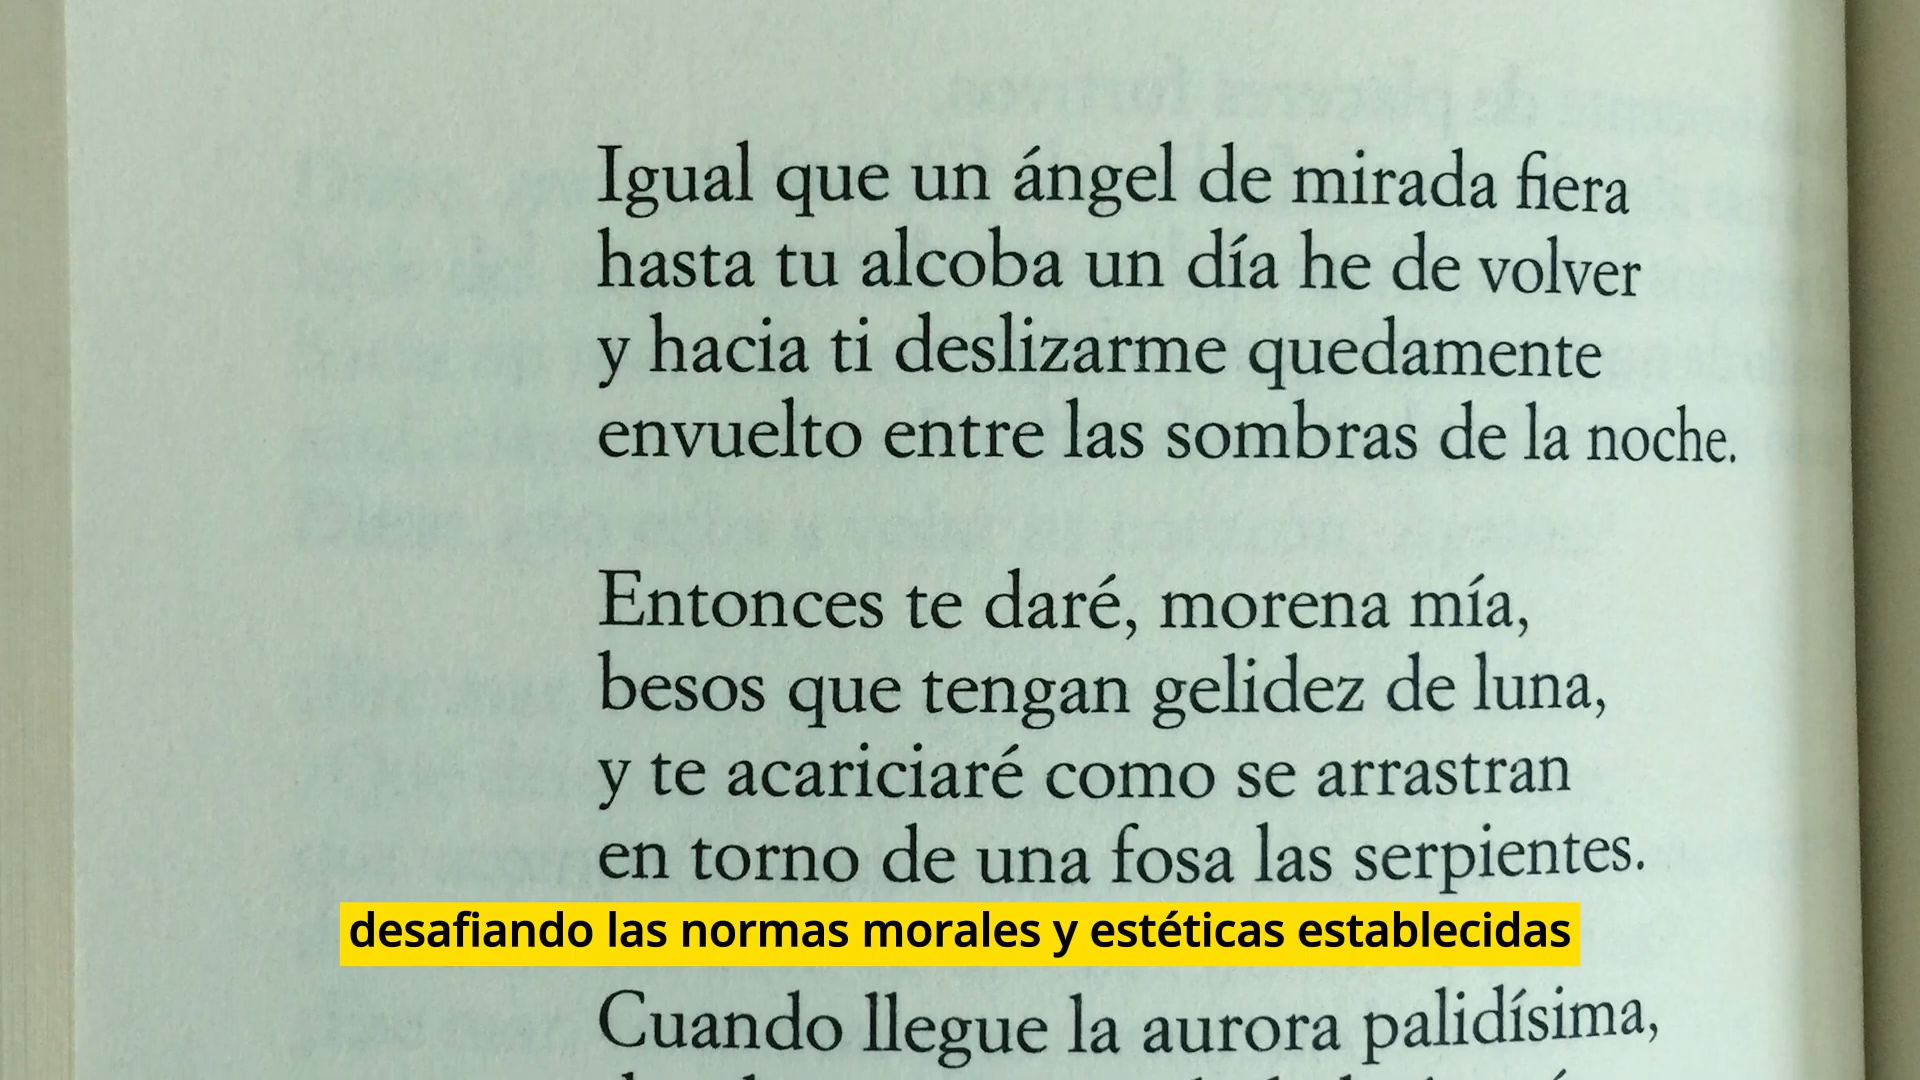 Igual que un ángel de mirada fiera
hasta tu alcoba un día he de volver
y hacia ti deslizarme quedamente
envuelto entre las sombras de la noche.
Entonces te daré, morena mía,
besos que tengan gelidez de luna,
y te acariciaré como se arrastran
en torno de una fosa las serpientes.
desafiando las normas morales y estéticas establecidas
Cuando llegue la aurora palidísima,